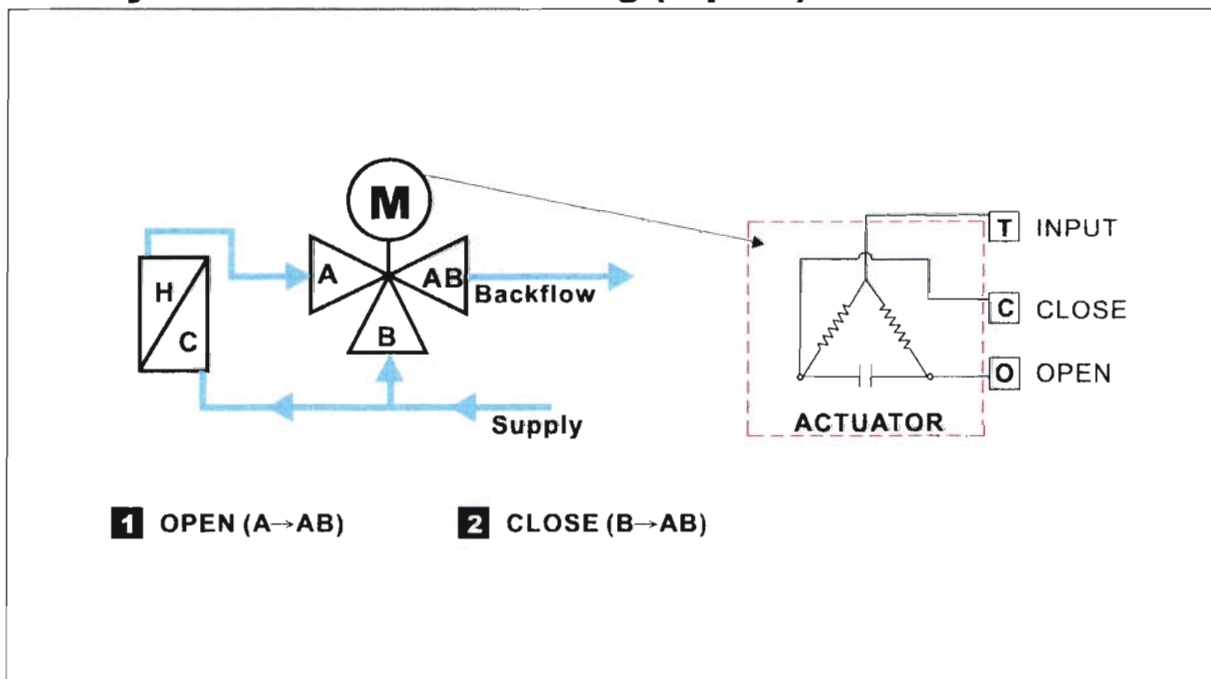 M
A
AB
B
H
C
Backflow
Supply
T INPUT
C CLOSE
O OPEN
ACTUATOR
1 OPEN (A→AB)
2 CLOSE (B→AB)